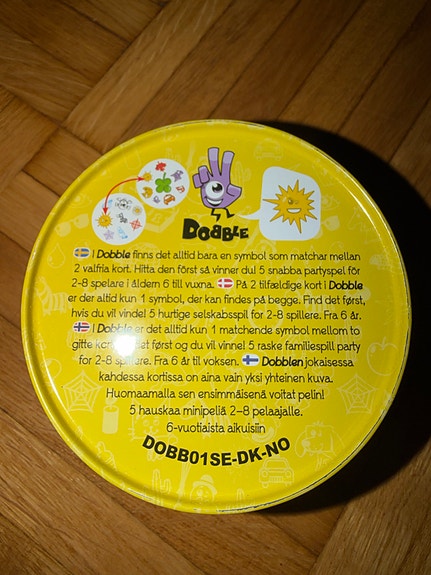 DOBBLE
I Dobble finns det alltid bara en symbol som matchar mellan
2 valfria kort. Hitta den först så vinner du! 5 snabba partyspel för
2-8 spelare i åldern 6 till vuxna. På 2 tilfældige kort i Dobble
er der altid kun 1 symbol, der kan findes på begge. Find det først,
hvis du vil vinde! 5 hurtige selskabsspil for 2-8 spillere. Fra 6 år.
I Dobble er det alltid kun 1 matchende symbol mellom to
gitte det først og du vil vinne! 5 raske familiespill party
for 2-8 spillere. Fra 6 år til voksen. Dobblen jokaisessa
kahdessa kortissa on aina vain yksi yhteinen kuva.
Huomaamalla sen ensimmäisenä voitat pelin!
5 hauskaa minipeliä 2-8 pelaajalle.
6-vuotiaista aikuisiin
DOBB01SE-DK-NO